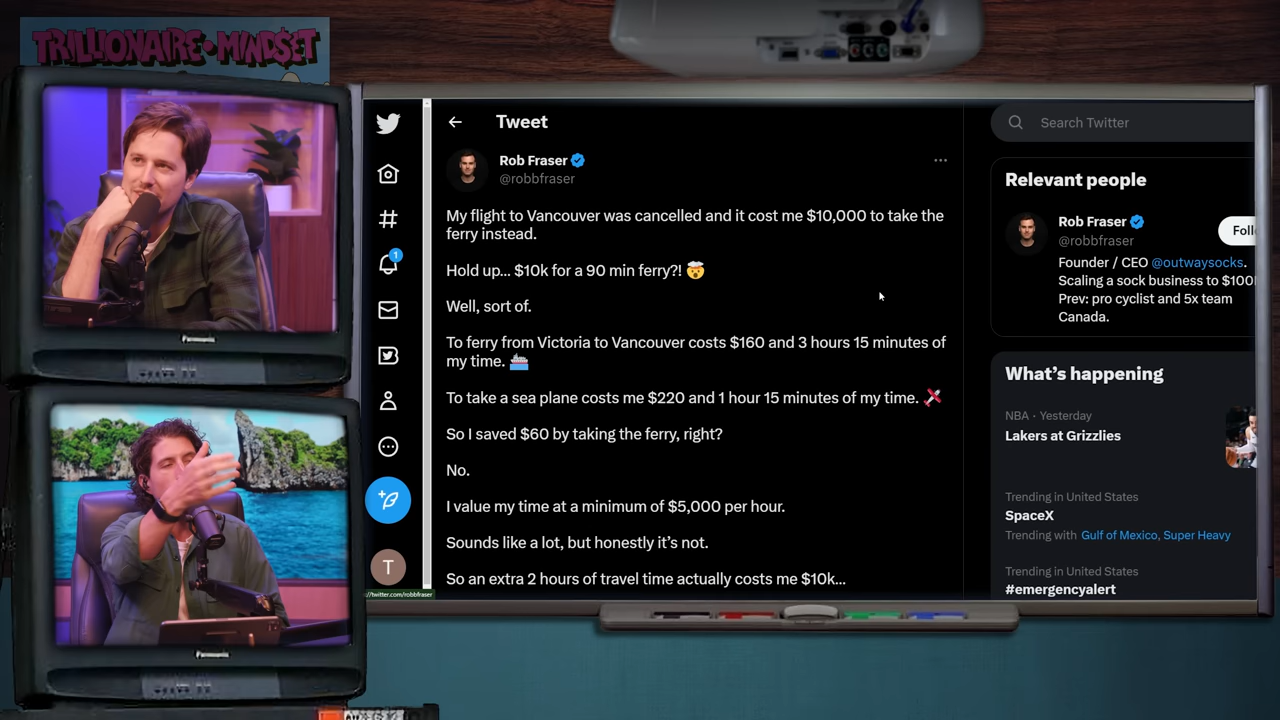 TRILLIONAIRE • MIND$ET
Tweet
Search Twitter
Rob Fraser
@robbfraser
My flight to Vancouver was cancelled and it cost me $10,000 to take the
ferry instead.
Hold up... $10k for a 90 min ferry?! 🤯
Well, sort of.
To ferry from Victoria to Vancouver costs $160 and 3 hours 15 minutes of
my time. 🛳️
To take a sea plane costs me $220 and 1 hour 15 minutes of my time. 🛩️
So I saved $60 by taking the ferry, right?
No.
I value my time at a minimum of $5,000 per hour.
Sounds like a lot, but honestly it’s not.
So an extra 2 hours of travel time actually costs me $10k...
Relevant people
Rob Fraser
@robbfraser
Foll
Founder / CEO @outwaysocks.
Scaling a sock business to $100
Prev: pro cyclist and 5x team
Canada.
What’s happening
NBA · Yesterday
Lakers at Grizzlies
Trending in United States
SpaceX
Trending with Gulf of Mexico, Super Heavy
Trending in United States
#emergencyalert
1
T
://twitter.com/robbfraser
Panasonic
Panasonic